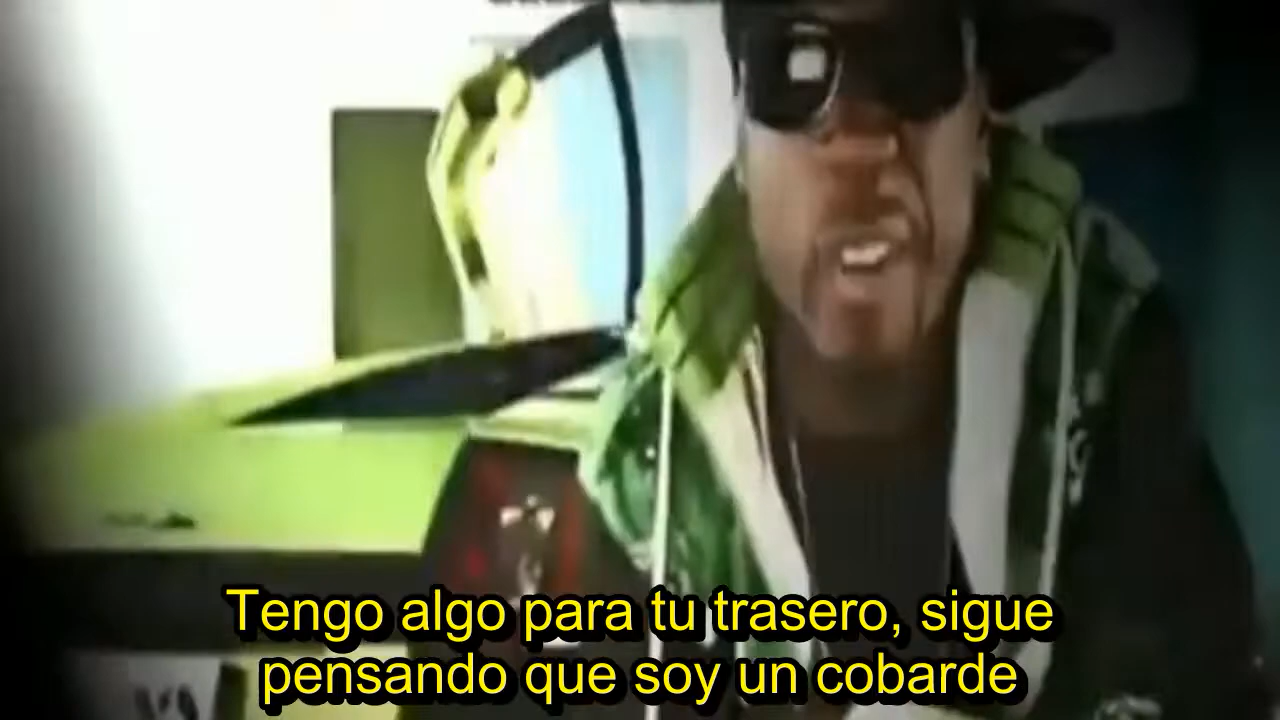 Tengo algo para tu trasero, sigue
pensando que soy un cobarde